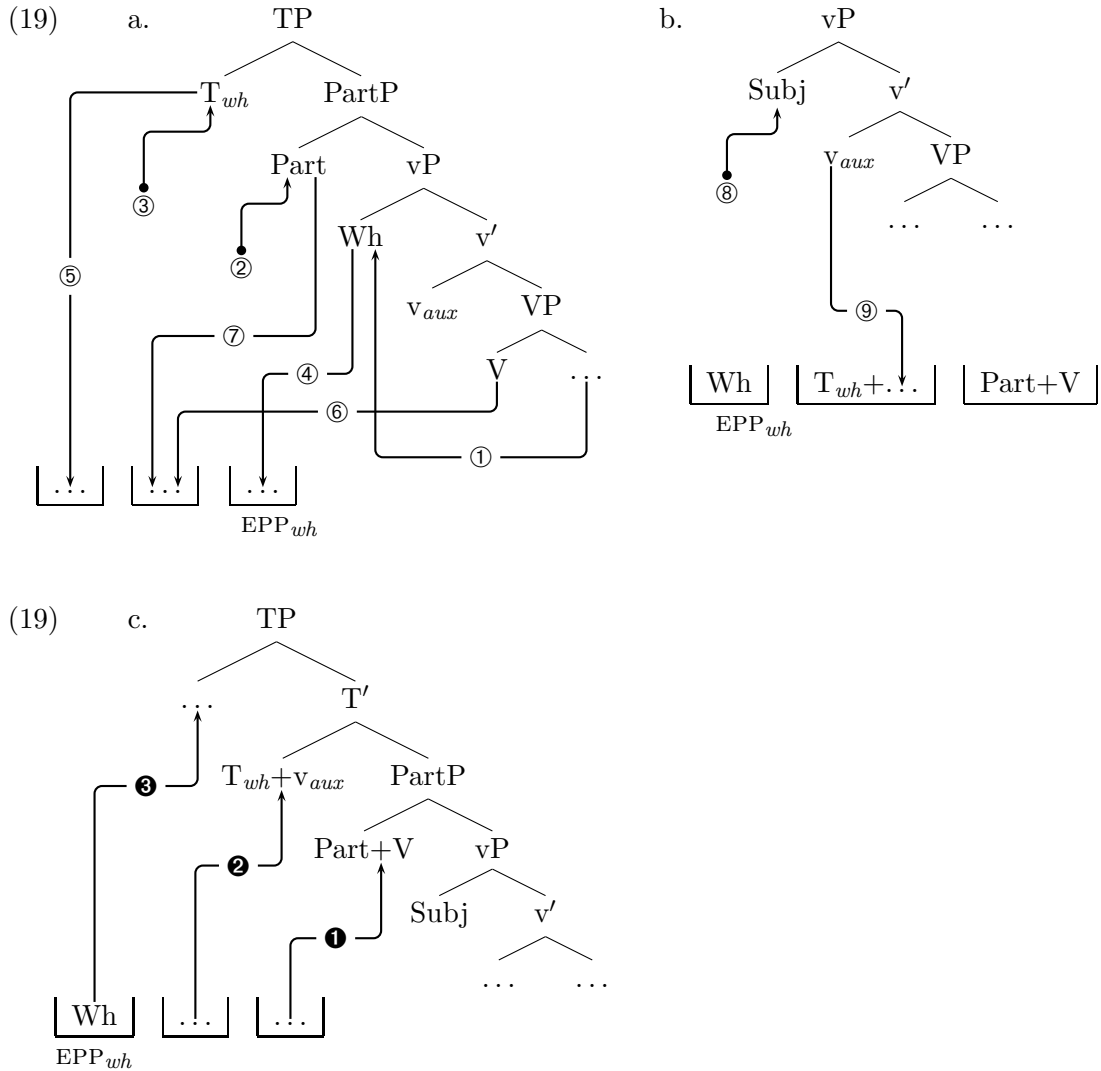 (19) a. TP b. vP
T_wh PartP Subj v′
Part vP v_aux VP
③ ⑧
Wh v′ … …
②
⑤ v_aux VP
⑦ ⑨
④ V … Wh T_wh+… Part+V
⑥ EPP_wh
①
… … …
EPP_wh
(19) c. TP
… T′
T_wh+v_aux PartP
❸
Part+V vP
❷
Subj v′
❶
… …
Wh … …
EPP_wh